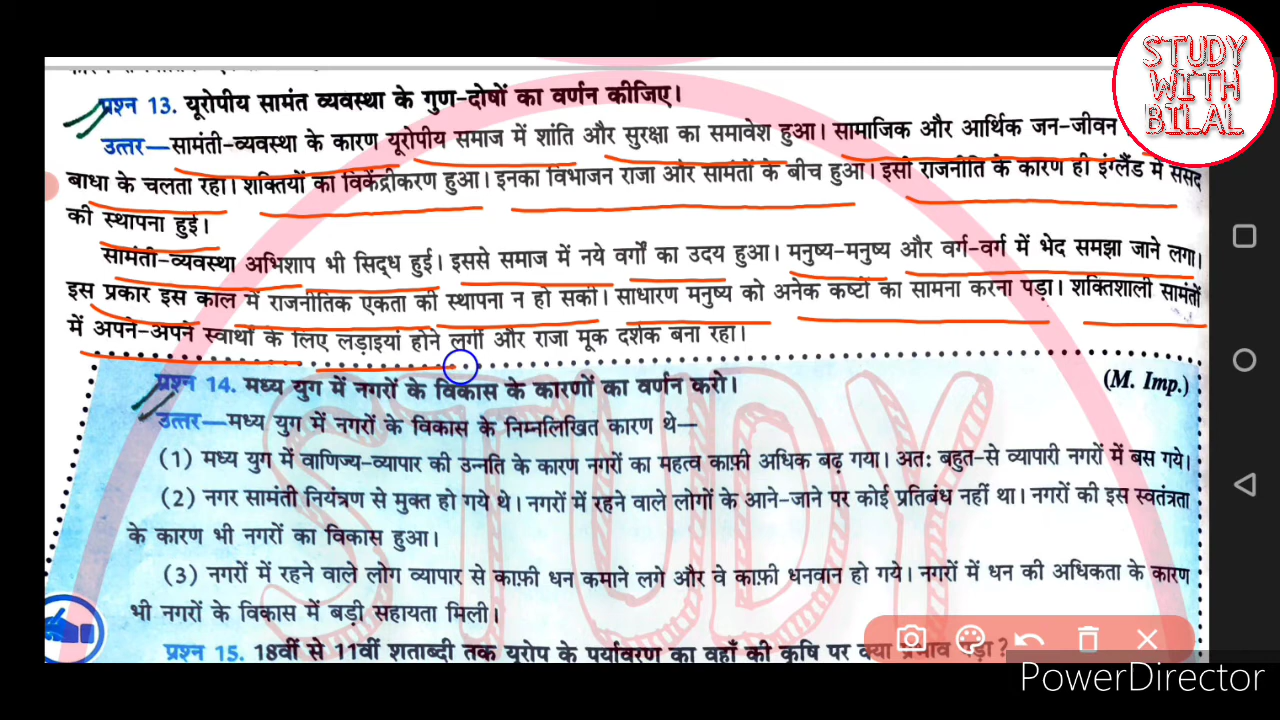 STUDY
WITH
BILAL
प्रश्न 13. यूरोपीय सामंत व्यवस्था के गुण-दोषों का वर्णन कीजिए।
उत्तर—सामंती-व्यवस्था के कारण यूरोपीय समाज में शांति और सुरक्षा का समावेश हुआ। सामाजिक और आर्थिक जन-जीवन
बाधा के चलता रहा। शक्तियों का विकेंद्रीकरण हुआ। इनका विभाजन राजा और सामंतों के बीच हुआ। इसी राजनीति के कारण ही इंग्लैंड में संसद
की स्थापना हुई।
सामंती-व्यवस्था अभिशाप भी सिद्ध हुई। इससे समाज में नये वर्गों का उदय हुआ। मनुष्य-मनुष्य और वर्ग-वर्ग में भेद समझा जाने लगा।
इस प्रकार इस काल में राजनीतिक एकता की स्थापना न हो सकी। साधारण मनुष्य को अनेक कष्टों का सामना करना पड़ा। शक्तिशाली सामंतों
में अपने-अपने स्वार्थों के लिए लड़ाइयां होने लगीं और राजा मूक दर्शक बना रहा।
प्रश्न 14. मध्य युग में नगरों के विकास के कारणों का वर्णन करो। (M. Imp.)
उत्तर—मध्य युग में नगरों के विकास के निम्नलिखित कारण थे—
(1) मध्य युग में वाणिज्य-व्यापार की उन्नति के कारण नगरों का महत्व काफ़ी अधिक बढ़ गया। अतः बहुत-से व्यापारी नगरों में बस गये।
(2) नगर सामंती नियंत्रण से मुक्त हो गये थे। नगरों में रहने वाले लोगों के आने-जाने पर कोई प्रतिबंध नहीं था। नगरों की इस स्वतंत्रता
के कारण भी नगरों का विकास हुआ।
(3) नगरों में रहने वाले लोग व्यापार से काफ़ी धन कमाने लगे और वे काफ़ी धनवान हो गये। नगरों में धन की अधिकता के कारण
भी नगरों के विकास में बड़ी सहायता मिली।
प्रश्न 15. 18वीं से 11वीं शताब्दी तक यूरोप के पर्यावरण का वहाँ की कृषि पर क्या प्रभाव पड़ा?
STUDY
PowerDirector